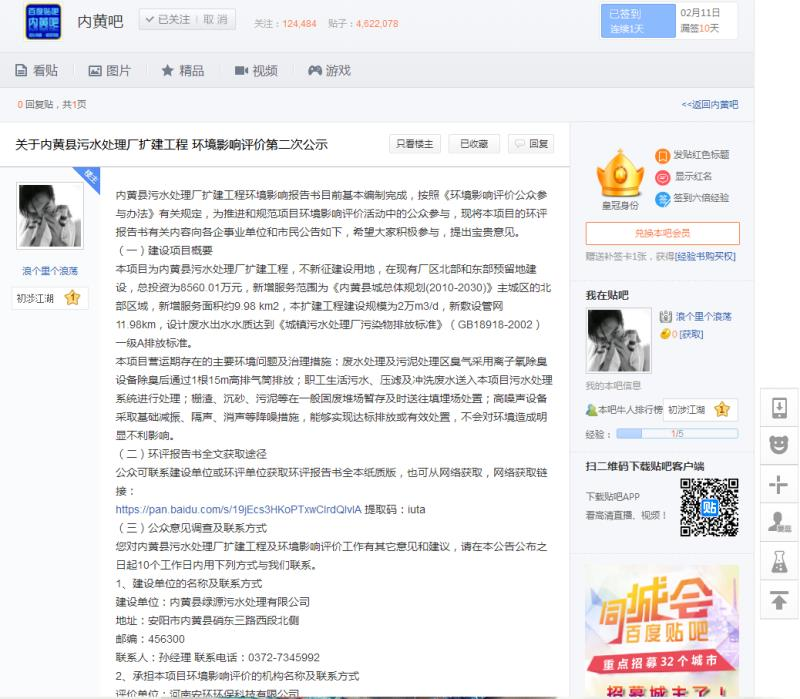 百度贴吧
内黄吧
内黄吧
已关注 | 取 消
关注：124,484 贴子：4,622,078
已签到
连续1天
02月11日
漏签10天
看贴
图片
精品
视频
游戏
0 回复贴，共1页
<<返回内黄吧
关于内黄县污水处理厂扩建工程 环境影响评价第二次公示
只看楼主
已收藏
回复
楼主
浪个里个浪荡
初涉江湖 1
内黄县污水处理厂扩建工程环境影响报告书目前基本编制完成，按照《环境影响评价公众参
与办法》有关规定，为推进和规范项目环境影响评价活动中的公众参与，现将本项目的环评
报告书有关内容向各企事业单位和市民公告如下，希望大家积极参与，提出宝贵意见。
（一）建设项目概要
本项目为内黄县污水处理厂扩建工程，不新征建设用地，在现有厂区北部和东部预留地建
设，总投资为8560.01万元，新增服务范围为《内黄县城总体规划(2010-2030)》主城区的北
部区域，新增服务面积约9.98 km2，本扩建工程建设规模为2万m3/d，新敷设管网
11.98km，设计废水出水水质达到《城镇污水处理厂污染物排放标准》（GB18918-2002）
一级A排放标准。
本项目营运期存在的主要环境问题及治理措施：废水处理及污泥处理区臭气采用离子氧除臭
设备除臭后通过1根15m高排气筒排放；职工生活污水、压滤及冲洗废水送入本项目污水处理
系统进行处理；栅渣、沉砂、污泥等在一般固废堆场暂存及时送往填埋场处置；高噪声设备
采取基础减振、隔声、消声等降噪措施，能够实现达标排放或有效处置，不会对环境造成明
显不利影响。
（二）环评报告书全文获取途径
公众可联系建设单位或环评单位获取环评报告书全本纸质版，也可从网络获取，网络获取链
接：
https://pan.baidu.com/s/19jEcs3HKoPTxwClrdQlvIA 提取码：iuta
（三）公众意见调查及联系方式
您对内黄县污水处理厂扩建工程及环境影响评价工作有其它意见和建议，请在本公告公布之
日起10个工作日内用下列方式与我们联系。
1、建设单位的名称及联系方式
建设单位：内黄县绿源污水处理有限公司
地址：安阳市内黄县硝东三路西段北侧
邮编：456300
联系人：孙经理 联系电话：0372-7345992
2、承担本项目环境影响评价的机构名称及联系方式
评价单位：河南安环环保科技有限公司
皇冠身份
发贴红色标题
显示红名
签到六倍经验
兑换本吧会员
赠送补签卡1张，获得[经验书购买权]
我在贴吧
浪个里个浪荡
0 [获取]
我的本吧信息
本吧牛人排行榜 初涉江湖 1
经验： 1/5
扫二维码下载贴吧客户端
下载贴吧APP
看高清直播、视频！
贴
同城会
百度贴吧
重点招募32个城市
招募城主了！